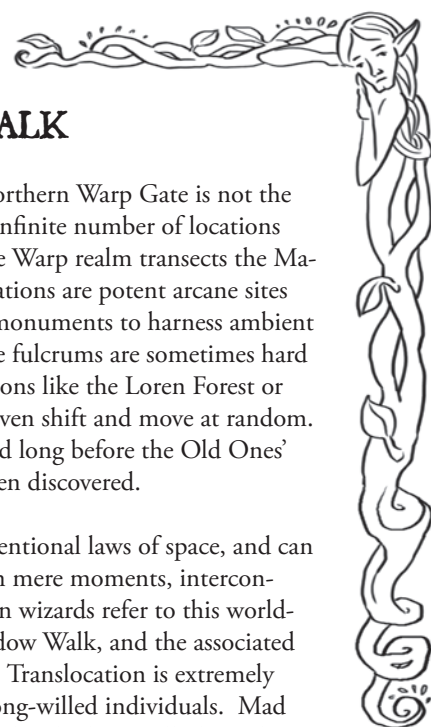 ALK
orthern Warp Gate is not the
nfinite number of locations
e Warp realm transects the Ma-
ations are potent arcane sites
monuments to harness ambient
e fulcrums are sometimes hard
ons like the Loren Forest or
ven shift and move at random.
d long before the Old Ones’
en discovered.
entional laws of space, and can
n mere moments, intercon-
n wizards refer to this world-
dow Walk, and the associated
Translocation is extremely
ong-willed individuals. Mad